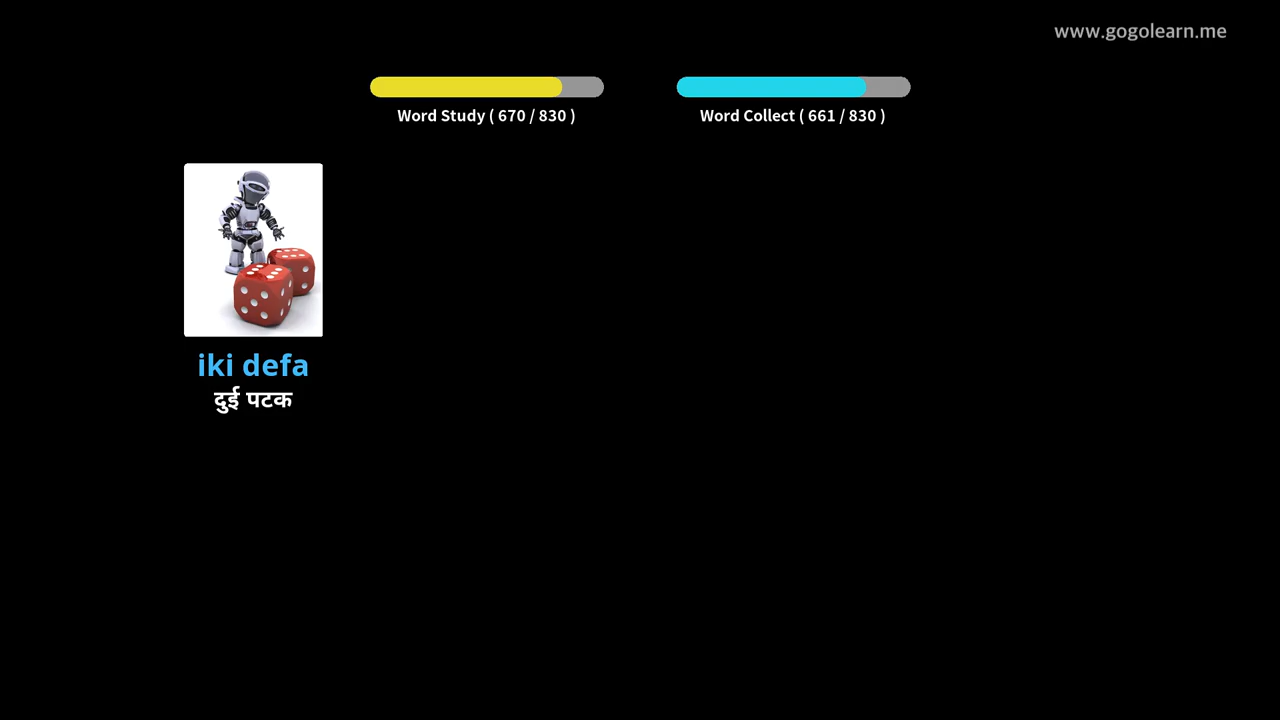 www.gogolearn.me
Word Study ( 670 / 830 )
Word Collect ( 661 / 830 )
iki defa
दुई पटक